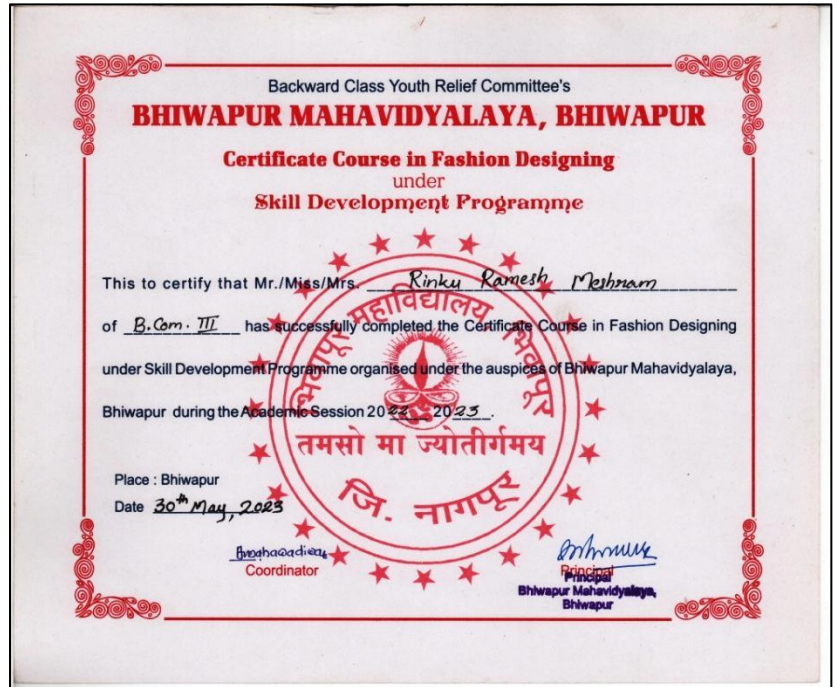 Backward Class Youth Relief Committee's
BHIWAPUR MAHAVIDYALAYA, BHIWAPUR
Certificate Course in Fashion Designing
under
Skill Development Programme
This to certify that Mr./Miss/Mrs. Rinku Ramesh Meshram
of B.Com. III has successfully completed the Certificate Course in Fashion Designing
under Skill Development Programme organised under the auspices of Bhiwapur Mahavidyalaya,
Bhiwapur during the Academic Session 2022 2023.
भिवापूर महाविद्यालय भिवापूर
तमसो मा ज्योतीर्गमय
जि. नागपूर
Place : Bhiwapur
Date 30th May, 2023
Coordinator
Principal
Principal
Bhiwapur Mahavidyalaya,
Bhiwapur